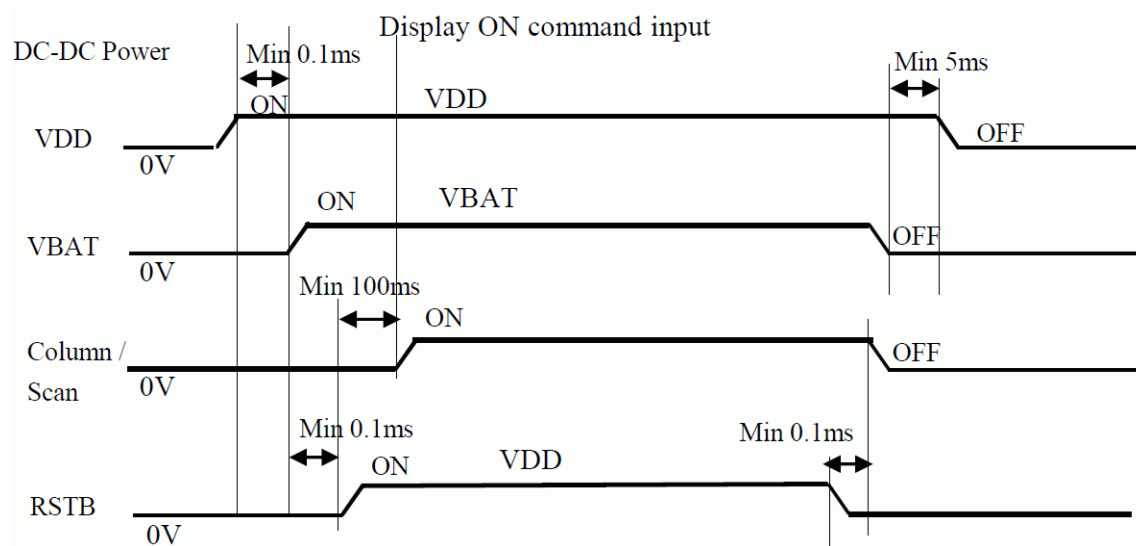 Display ON command input
DC-DC Power
Min 0.1ms
Min 5ms
ON
VDD
VDD
OFF
0V
ON
VBAT
VBAT
OFF
0V
Min 100ms
ON
Column /
Scan
OFF
0V
Min 0.1ms
Min 0.1ms
ON
VDD
RSTB
0V